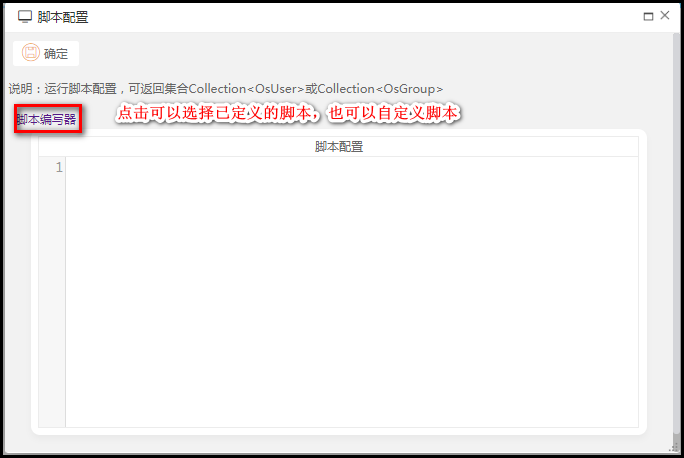 脚本配置
确定
说明：运行脚本配置，可返回集合Collection<OsUser>或Collection<OsGroup>
脚本编写器 点击可以选择已定义的脚本，也可以自定义脚本
脚本配置
1